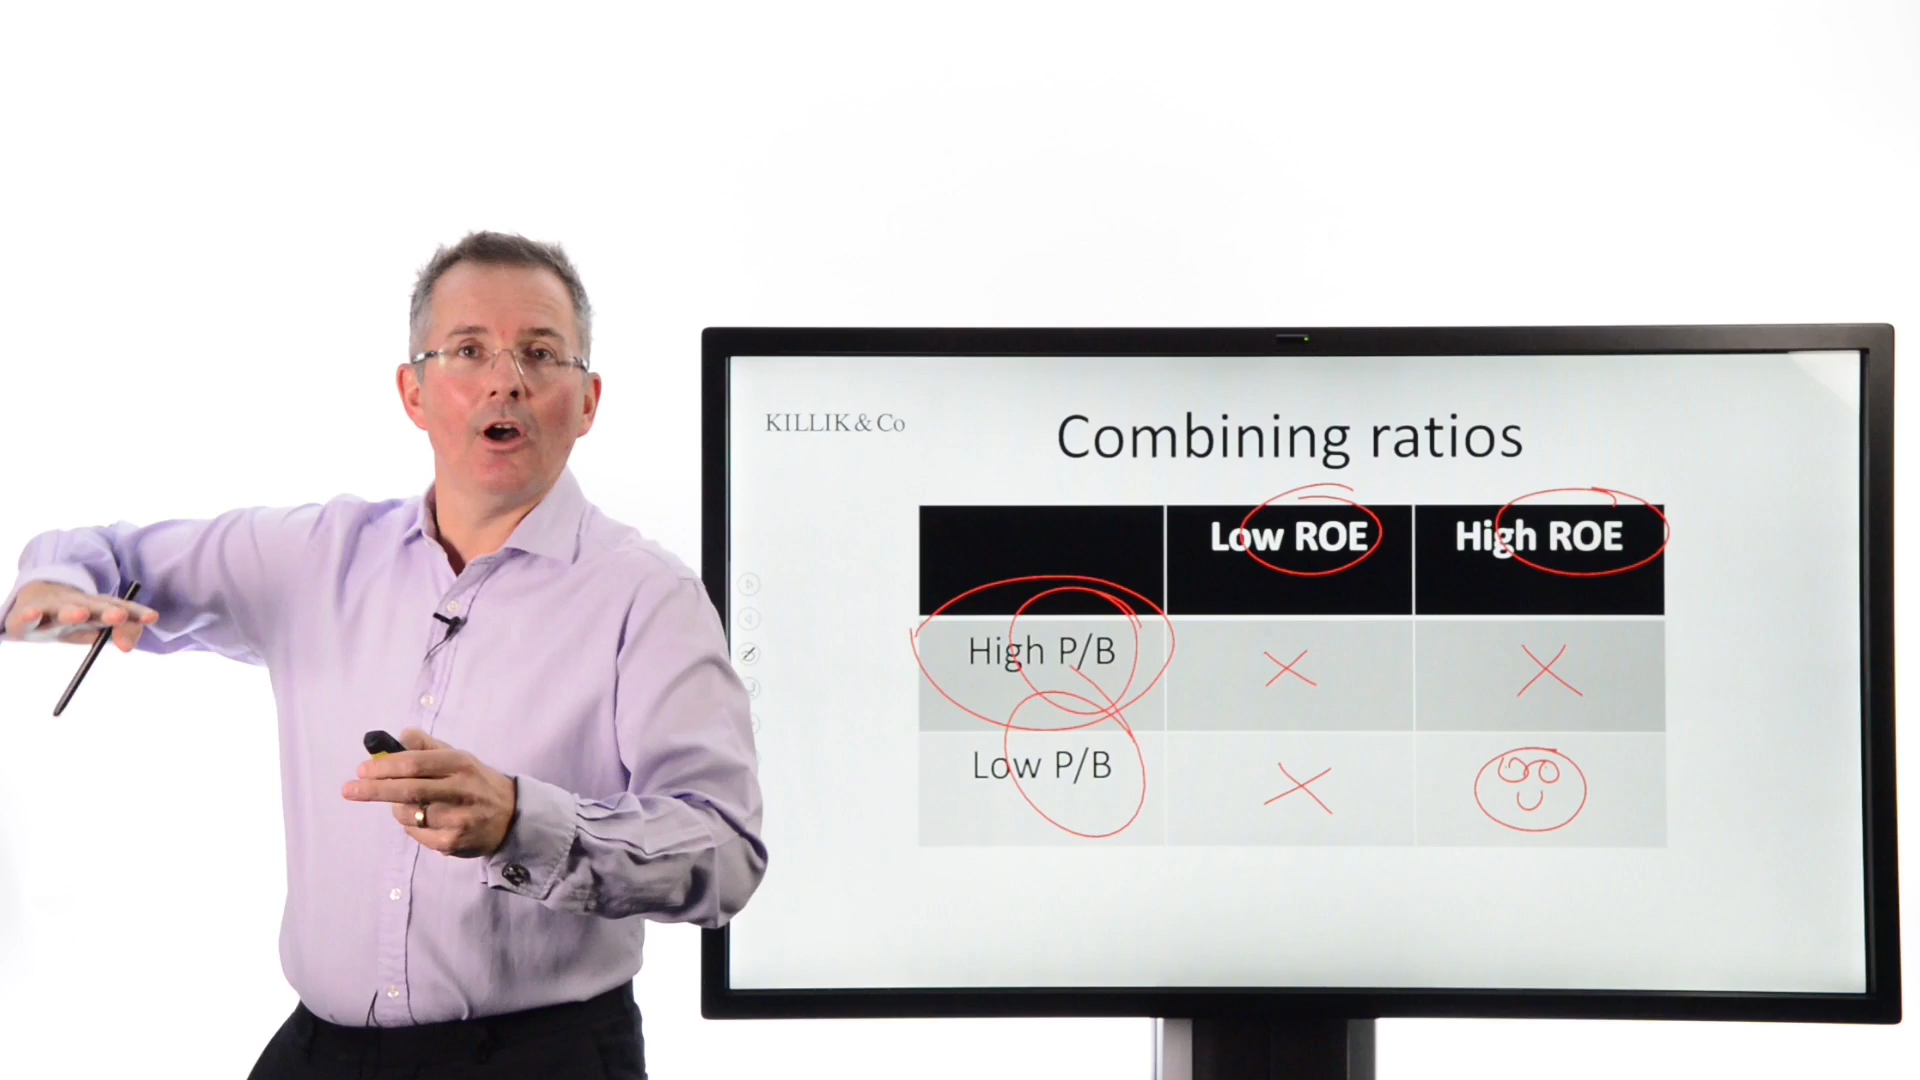 KILLIK & Co
Combining ratios
Low ROE
High ROE
High P/B
Low P/B